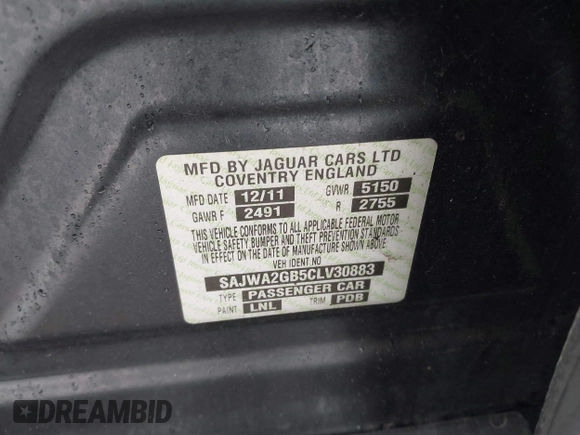 MFD BY JAGUAR CARS LTD
COVENTRY ENGLAND
MFD DATE 12/11 GVWR 5150
GAWR F 2491 R 2755
THIS VEHICLE CONFORMS TO ALL APPLICABLE FEDERAL MOTOR
VEHICLE SAFETY BUMPER AND THEFT PREVENTION STANDARDS
IN EFFECT ON THE DATE OF MANUFACTURE SHOWN ABOVE.
VEH IDENT NO
SAJWA2GB5CLV30883
TYPE PASSENGER CAR
PAINT LNL TRIM PDB
DREAMBID